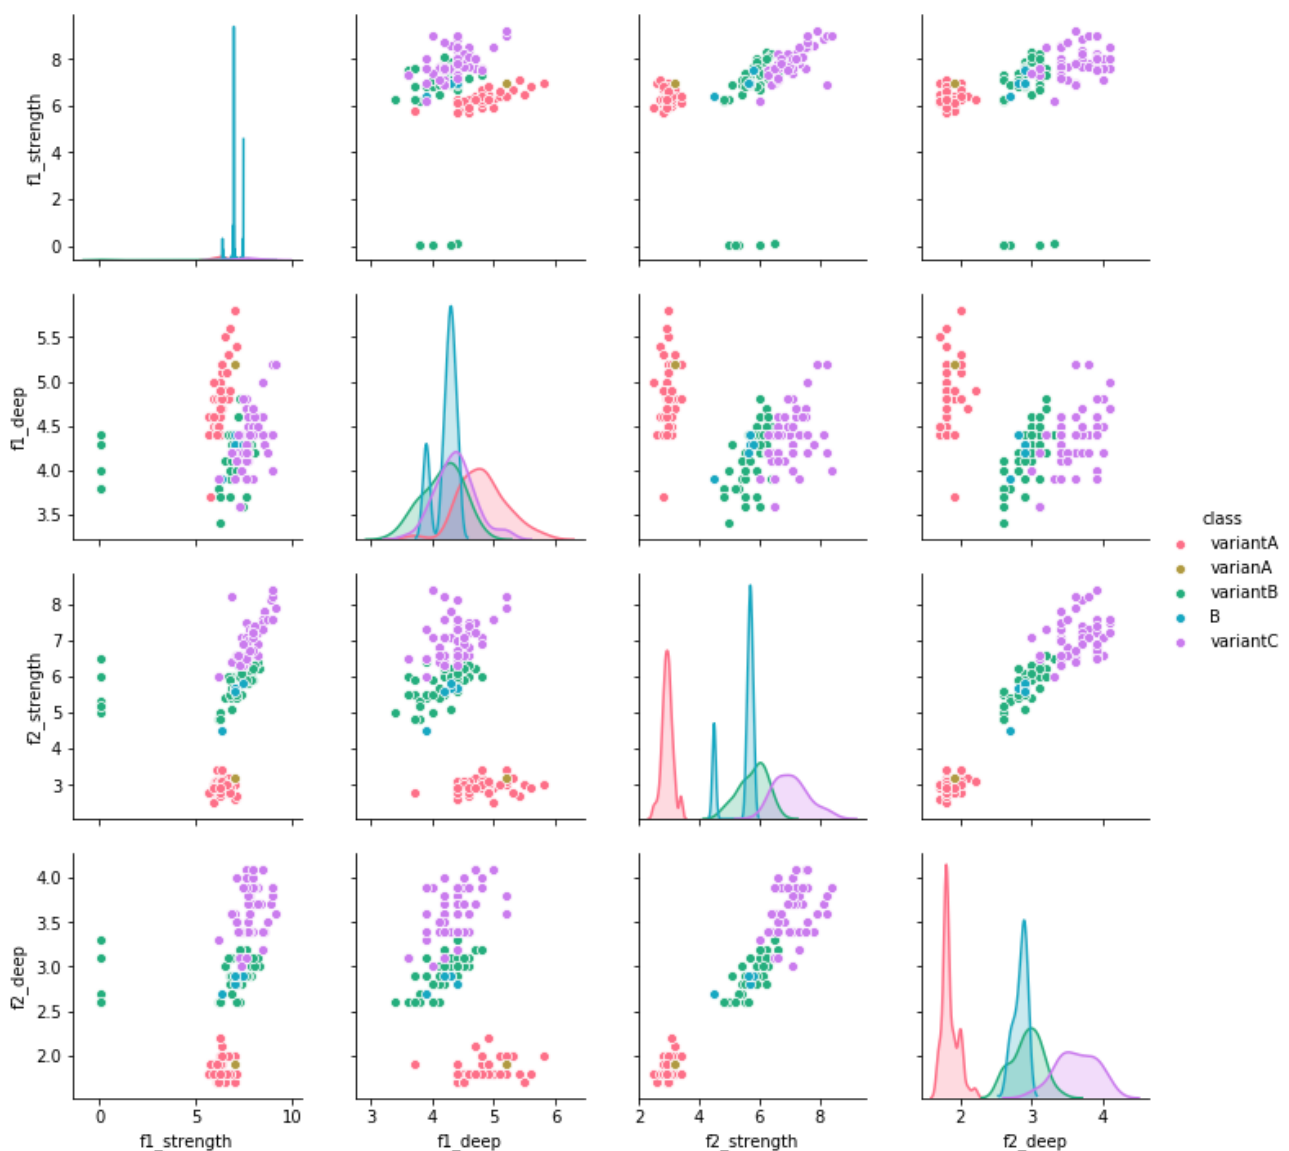 f1_strength
8
6
4
2
0
f1_deep
5.5
5.0
4.5
4.0
3.5
f2_strength
8
7
6
5
4
3
f2_deep
4.0
3.5
3.0
2.5
2.0
0 5 10
f1_strength
3 4 5 6
f1_deep
2 4 6 8
f2_strength
2 3 4
f2_deep
class
variantA
varianA
variantB
B
variantC